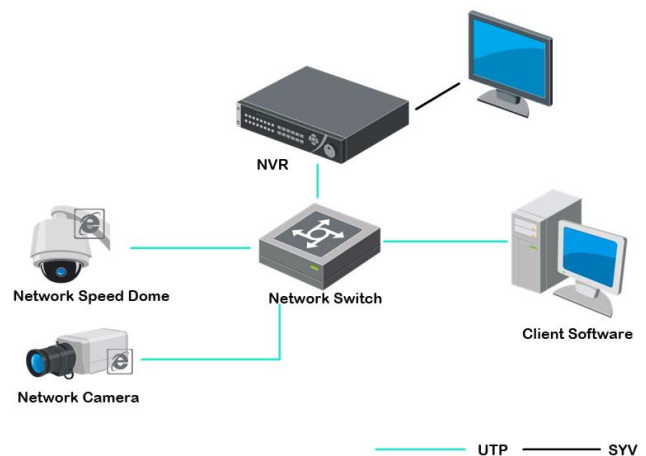 NVR
Network Speed Dome
Network Switch
Client Software
Network Camera
UTP
SYV